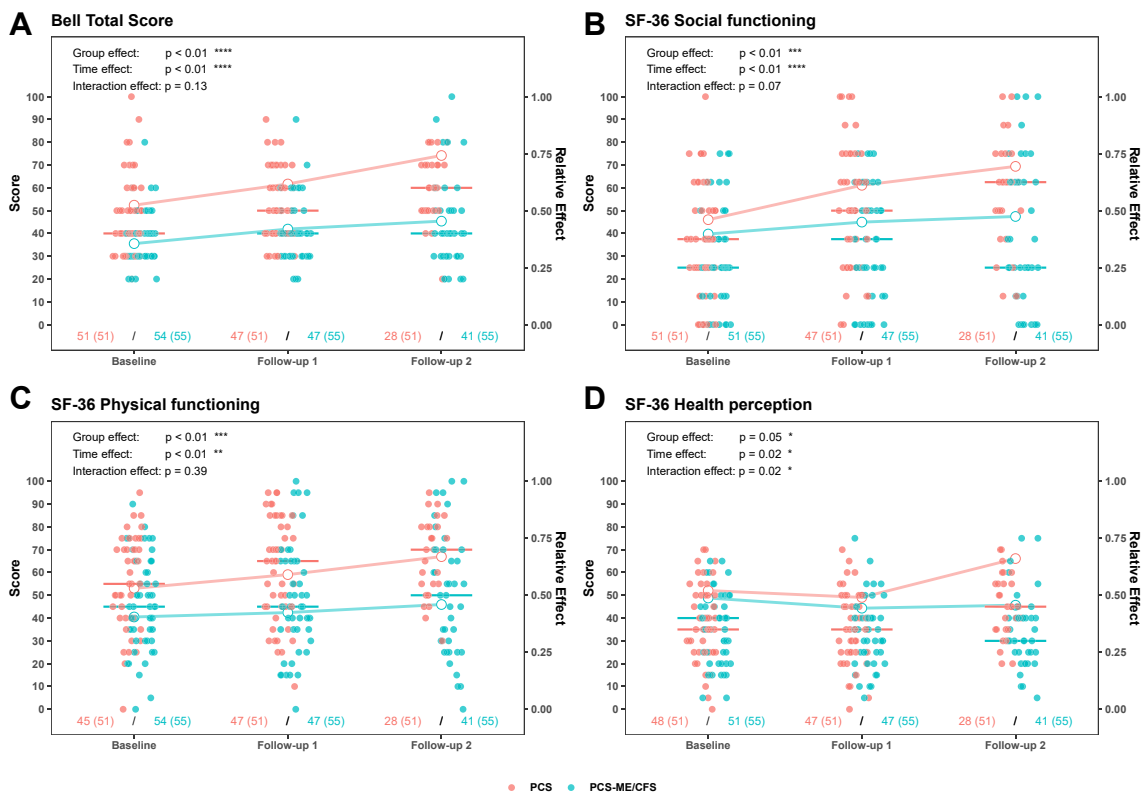 A Bell Total Score
Group effect: p < 0.01 ****
Time effect: p < 0.01 ****
Interaction effect: p = 0.13
Score
100
90
80
70
60
50
40
30
20
10
0
1.00
0.75
0.50
0.25
0.00
Relative Effect
51 (51) / 54 (55) 47 (51) / 47 (55) 28 (51) / 41 (55)
Baseline Follow-up 1 Follow-up 2
B SF-36 Social functioning
Group effect: p < 0.01 ***
Time effect: p < 0.01 ****
Interaction effect: p = 0.07
Score
100
90
80
70
60
50
40
30
20
10
0
1.00
0.75
0.50
0.25
0.00
Relative Effect
51 (51) / 51 (55) 47 (51) / 47 (55) 28 (51) / 41 (55)
Baseline Follow-up 1 Follow-up 2
C SF-36 Physical functioning
Group effect: p < 0.01 ***
Time effect: p < 0.01 **
Interaction effect: p = 0.39
Score
100
90
80
70
60
50
40
30
20
10
0
1.00
0.75
0.50
0.25
0.00
Relative Effect
45 (51) / 54 (55) 47 (51) / 47 (55) 28 (51) / 41 (55)
Baseline Follow-up 1 Follow-up 2
D SF-36 Health perception
Group effect: p = 0.05 *
Time effect: p = 0.02 *
Interaction effect: p = 0.02 *
Score
100
90
80
70
60
50
40
30
20
10
0
1.00
0.75
0.50
0.25
0.00
Relative Effect
48 (51) / 51 (55) 47 (51) / 47 (55) 28 (51) / 41 (55)
Baseline Follow-up 1 Follow-up 2
PCS PCS-ME/CFS